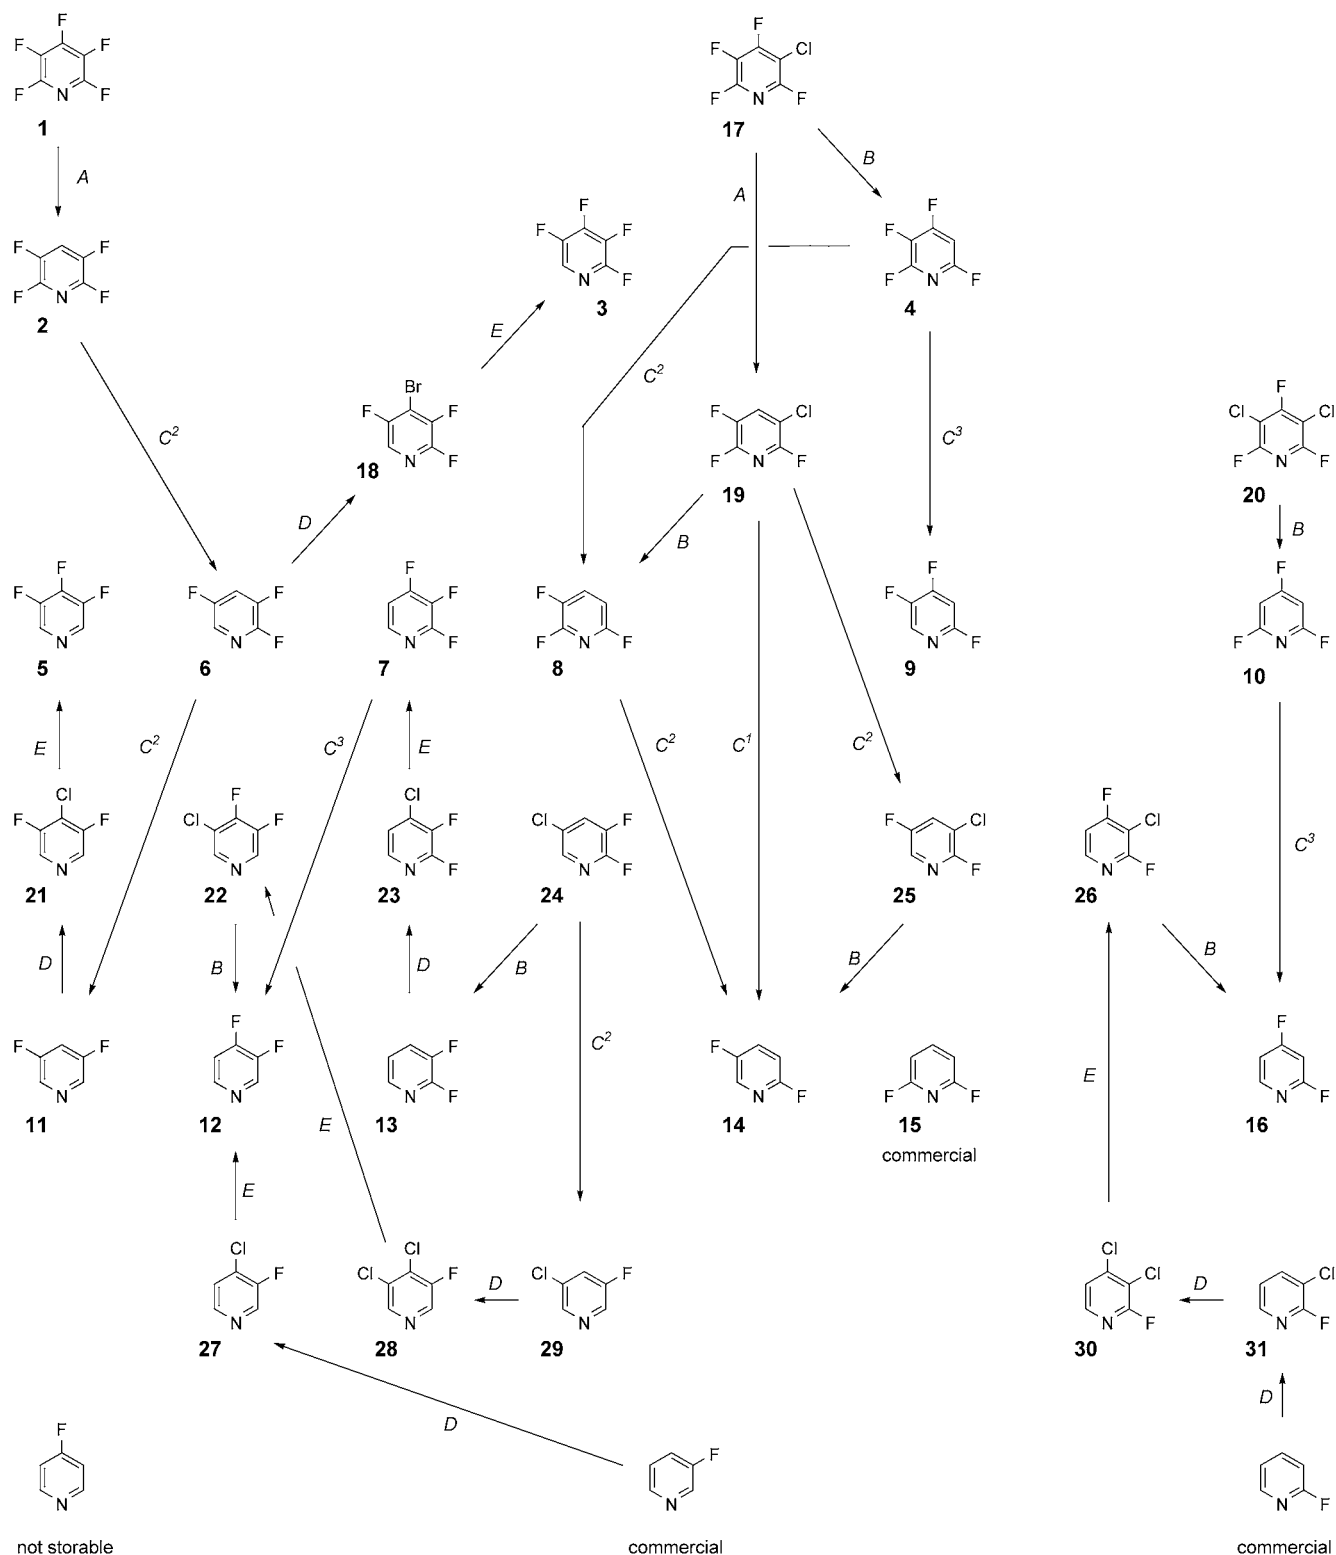 F F
F F F Cl
F N F F N F
1 17
B
A A F
F F
F F F F
F N F F N F F N F
2 3 4
E
C2
Br
F F F Cl F
C2 N F F N F C3 Cl Cl
18 19 F N F
20
D B B
F F F F
F F F F F F F
N N F N F F N F N F F N F
5 6 7 8 9 10
E C2 C3 E C2 C1 C2
Cl F Cl F
F F Cl F F Cl F F Cl Cl C3
N N N F N F N F N F
21 22 23 24 25 26
D B D B B B
F F
F F F F F
N N N F C2 N F F N F E N F
11 12 13 14 15 16
E commercial
E
Cl Cl Cl
F Cl F Cl F Cl Cl
N N D N N F D N F
27 28 29 30 31
D D
F
F
N N N F
not storable commercial commercial